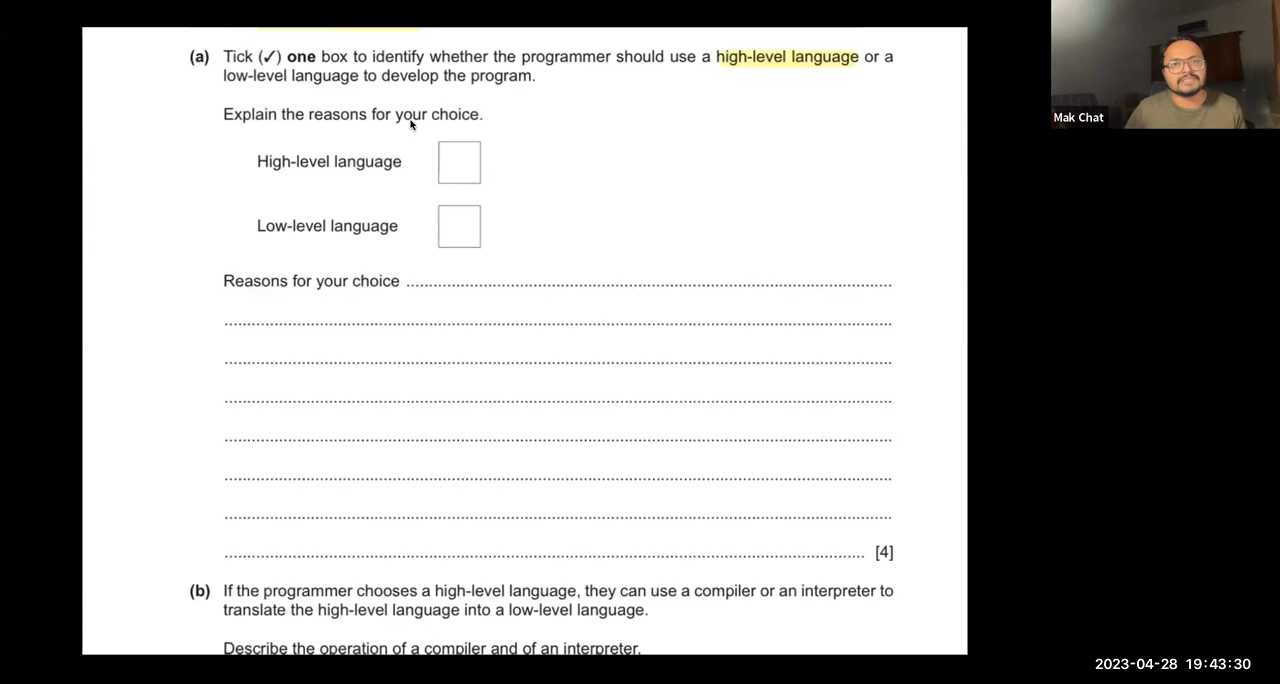 (a) Tick (✓) one box to identify whether the programmer should use a high-level language or a
low-level language to develop the program.
Explain the reasons for your choice.
High-level language
Low-level language
Reasons for your choice ................................................................
................................................................
................................................................
................................................................
................................................................
................................................................
................................................................
................................................................ [4]
(b) If the programmer chooses a high-level language, they can use a compiler or an interpreter to
translate the high-level language into a low-level language.
Describe the operation of a compiler and of an interpreter.
Mak Chat
2023-04-28 19:43:30